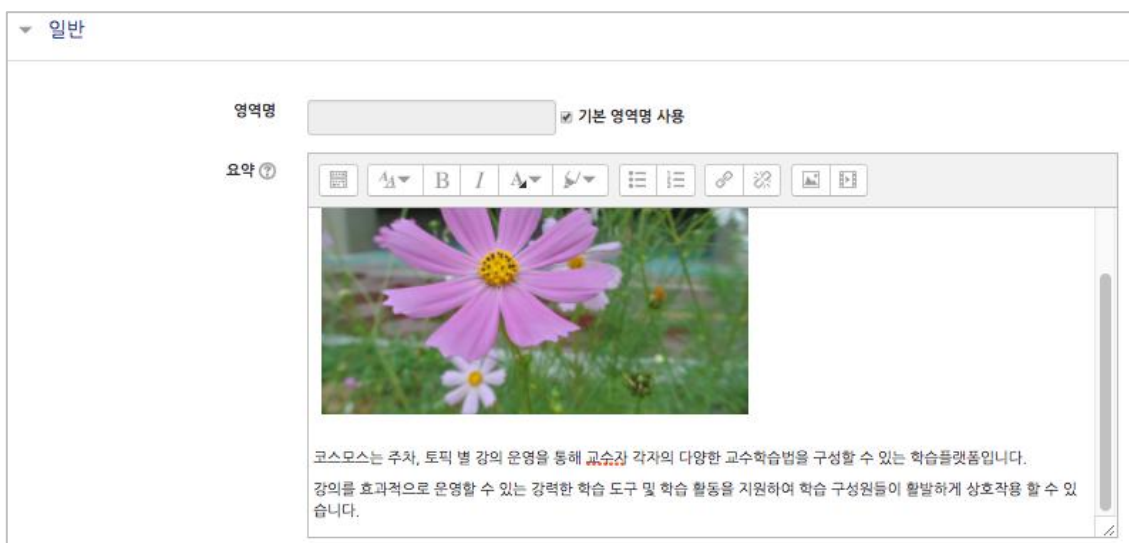 일반
영역명
기본 영역명 사용
요약
B I
코스모스는 주차, 토픽 별 강의 운영을 통해 교수자 각자의 다양한 교수학습법을 구성할 수 있는 학습플랫폼입니다.
강의를 효과적으로 운영할 수 있는 강력한 학습 도구 및 학습 활동을 지원하여 학습 구성원들이 활발하게 상호작용 할 수 있
습니다.